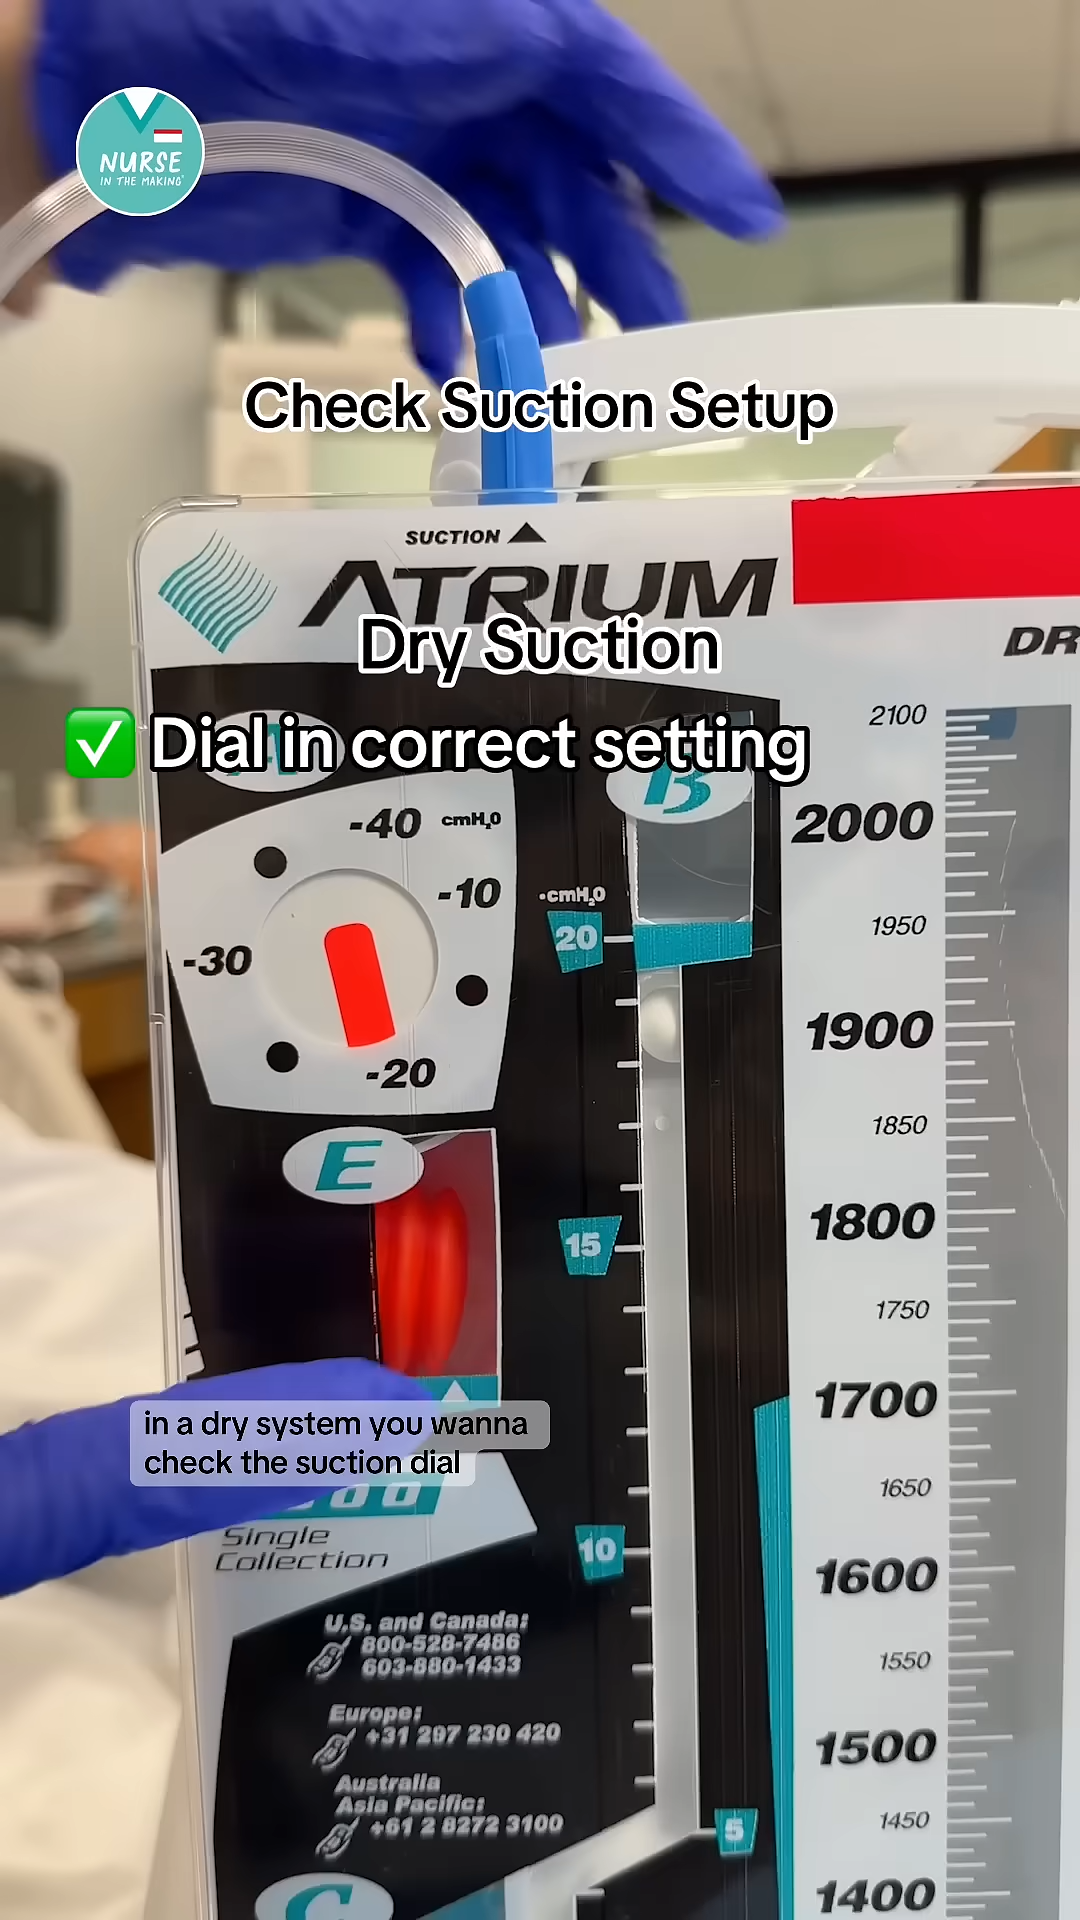 NURSE
IN THE MAKING
Check Suction Setup
SUCTION
ATRIUM
Dry Suction
DR
✅ Dial in correct setting
A
B
-40 cmH₂O
-10
-30
-20
·cmH₂O
20
15
10
5
E
in a dry system you wanna
check the suction dial
Single
Collection
U.S. and Canada:
800-528-7486
603-880-1433
Europe:
+31 297 230 420
Australia
Asia Pacific:
+61 2 8272 3100
C
2100
2000
1950
1900
1850
1800
1750
1700
1650
1600
1550
1500
1450
1400